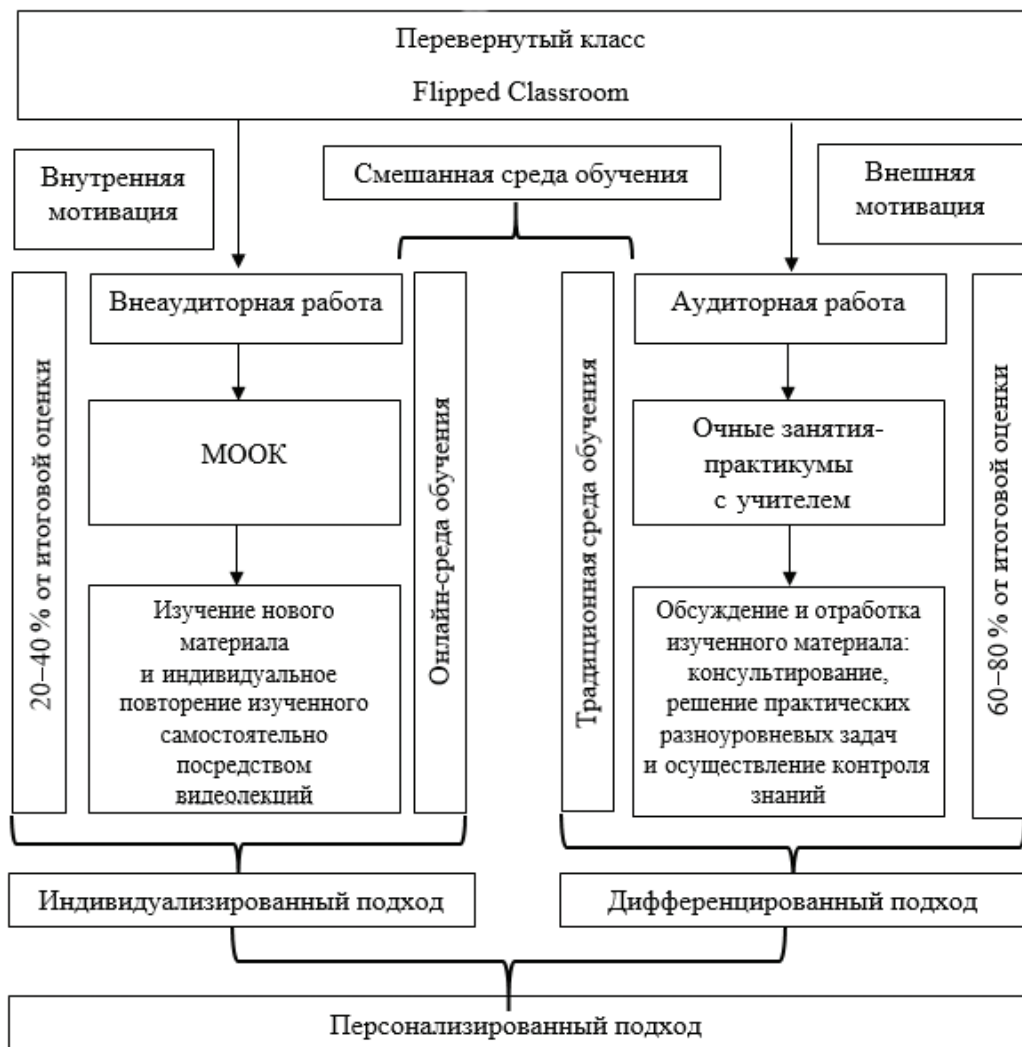 Перевернутый класс
Flipped Classroom
Внутренняя
мотивация
Смешанная среда обучения
Внешняя
мотивация
20–40 % от итоговой оценки
Внеаудиторная работа
МООК
Изучение нового
материала
и индивидуальное
повторение изученного
самостоятельно
посредством
видеолекций
Онлайн-среда обучения
Традиционная среда обучения
Аудиторная работа
Очные занятия-
практикумы
с учителем
Обсуждение и отработка
изученного материала:
консультирование,
решение практических
разноуровневых задач
и осуществление контроля
знаний
60–80 % от итоговой оценки
Индивидуализированный подход
Дифференцированный подход
Персонализированный подход